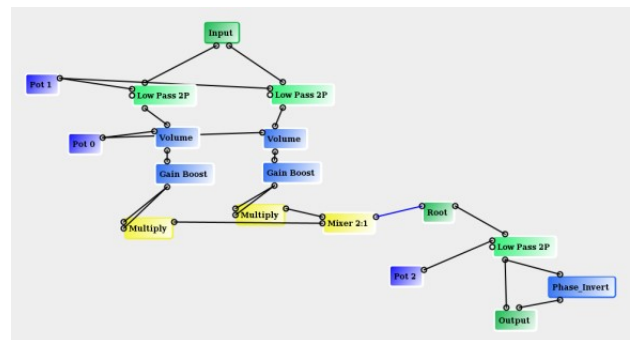 Input
Pot 1
Low Pass 2P
Low Pass 2P
Pot 0
Volume
Volume
Gain Boost
Gain Boost
Multiply
Multiply
Mixer 2:1
Root
Low Pass 2P
Pot 2
Phase_Invert
Output